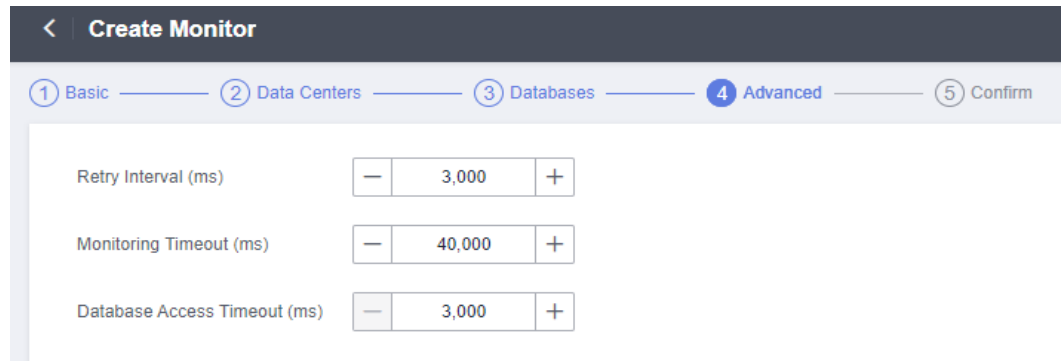 Create Monitor
1 Basic 2 Data Centers 3 Databases 4 Advanced 5 Confirm
Retry Interval (ms) 3,000
Monitoring Timeout (ms) 40,000
Database Access Timeout (ms) 3,000